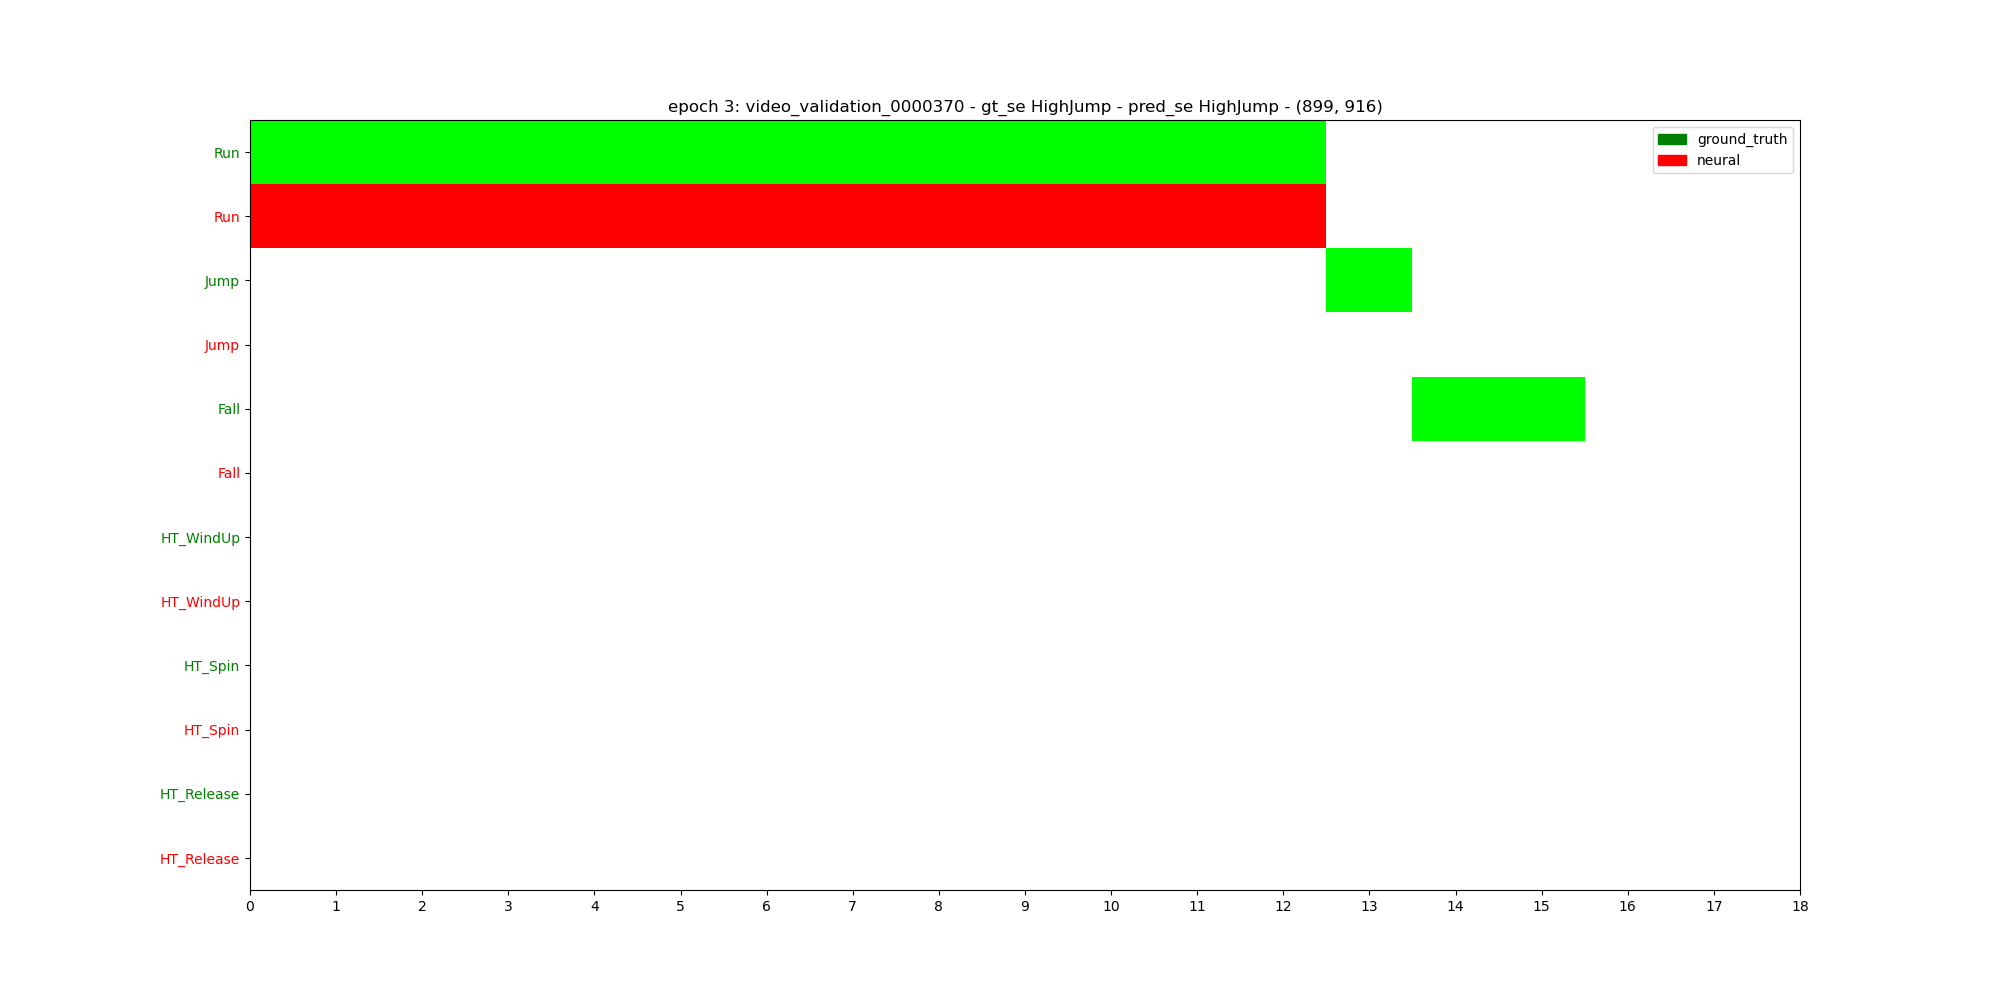 epoch 3: video_validation_0000370 - gt_se HighJump - pred_se HighJump - (899, 916)
ground_truth
neural
Run
Run
Jump
Jump
Fall
Fall
HT_WindUp
HT_WindUp
HT_Spin
HT_Spin
HT_Release
HT_Release
0 1 2 3 4 5 6 7 8 9 10 11 12 13 14 15 16 17 18